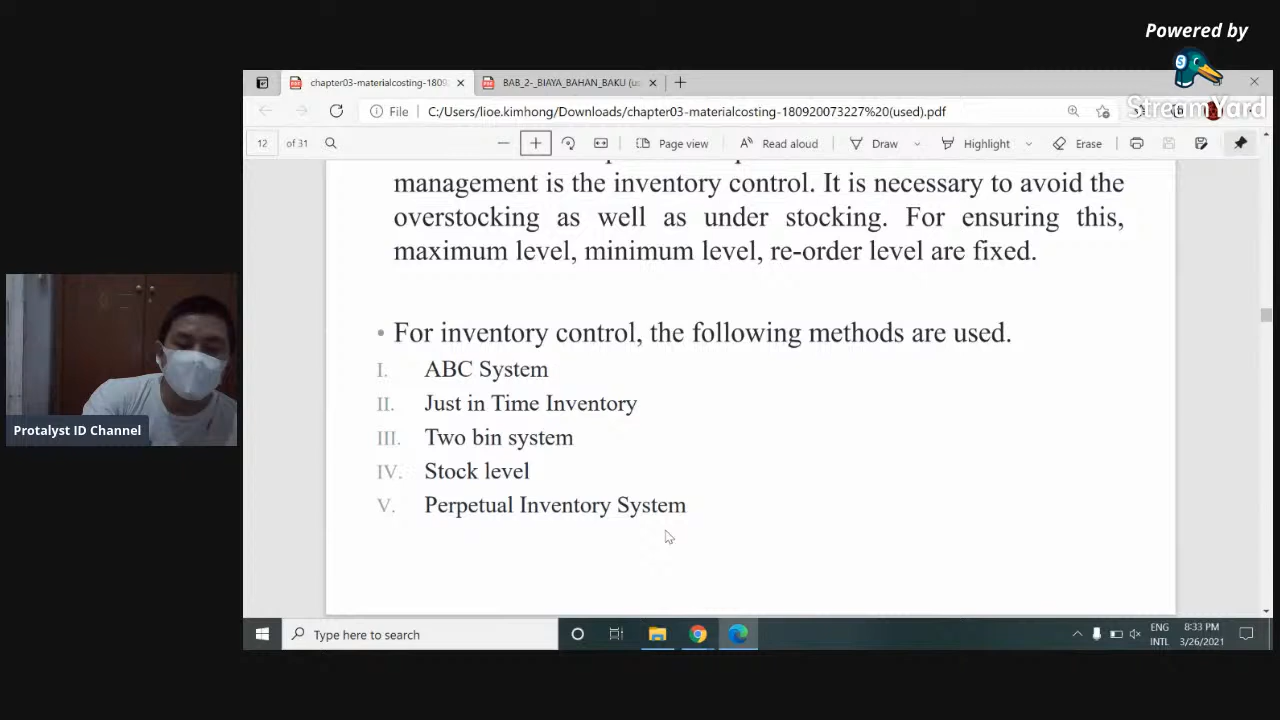 Powered by
S
StreamYard
chapter03-materialcosting-1809
BAB_2-_BIAYA_BAHAN_BAKU (u
File
C:/Users/lioe.kimhong/Downloads/chapter03-materialcosting-180920073227%20(used).pdf
12 of 31
Page view
Read aloud
Draw
Highlight
Erase
management is the inventory control. It is necessary to avoid the
overstocking as well as under stocking. For ensuring this,
maximum level, minimum level, re-order level are fixed.
• For inventory control, the following methods are used.
I. ABC System
II. Just in Time Inventory
III. Two bin system
IV. Stock level
V. Perpetual Inventory System
Protalyst ID Channel
Type here to search
ENG
INTL
8:33 PM
3/26/2021